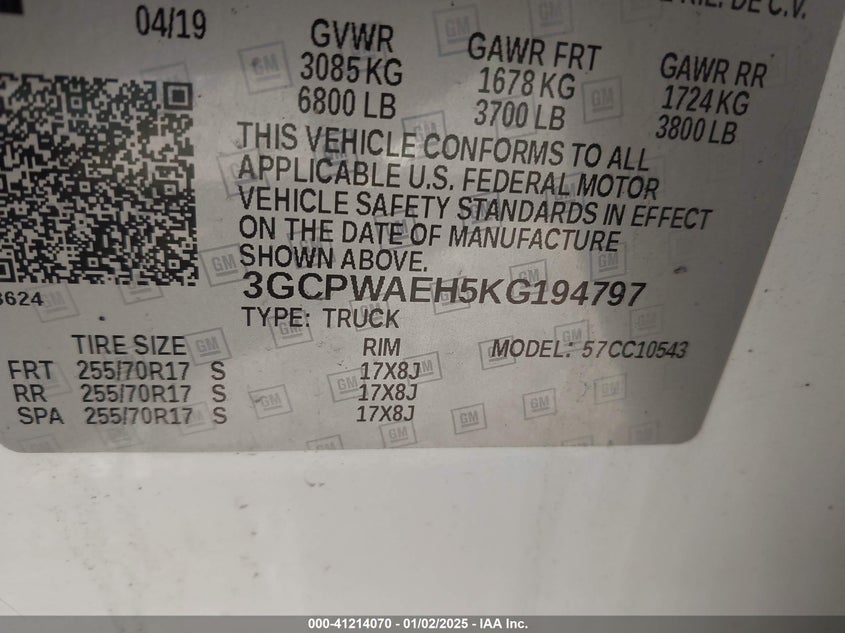 DE C.V.
04/19
GVWR
3085 KG
6800 LB
GAWR FRT
1678 KG
3700 LB
GAWR RR
1724 KG
3800 LB
THIS VEHICLE CONFORMS TO ALL
APPLICABLE U.S. FEDERAL MOTOR
VEHICLE SAFETY STANDARDS IN EFFECT
ON THE DATE OF MANUFACTURE
SHOWN ABOVE.
3GCPWAEH5KG194797
TYPE: TRUCK
3624
TIRE SIZE RIM MODEL: 57CC10543
FRT 255/70R17 S 17X8J
RR 255/70R17 S 17X8J
SPA 255/70R17 S 17X8J
GM
000-41214070 - 01/02/2025 - IAA Inc.